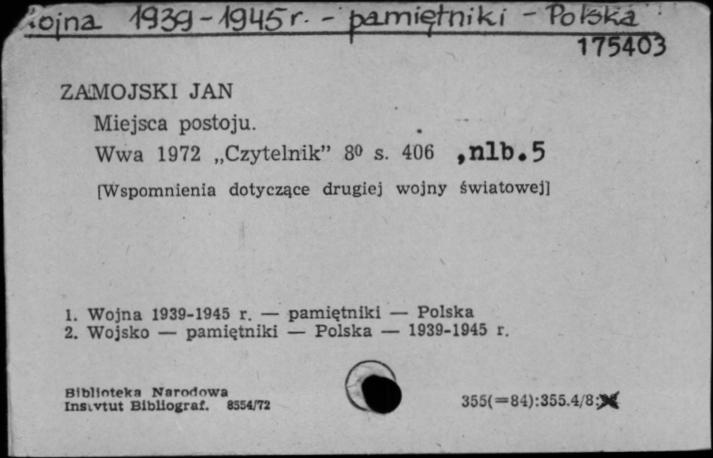 Wojna 1939-1945 r. - pamiętniki - Polska
175403
ZAMOJSKI JAN
Miejsca postoju.
Wwa 1972 „Czytelnik” 8⁰ s. 406 ,nlb.5
[Wspomnienia dotyczące drugiej wojny światowej]
1. Wojna 1939-1945 r. — pamiętniki — Polska
2. Wojsko — pamiętniki — Polska — 1939-1945 r.
Biblioteka Narodowa
Instytut Bibliograf. 8554/72
355(=84):355.4/8: